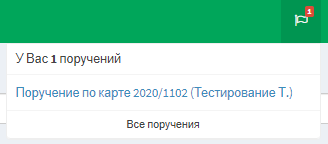 1
У Вас 1 поручений
Поручение по карте 2020/1102 (Тестирование Т.)
Все поручения